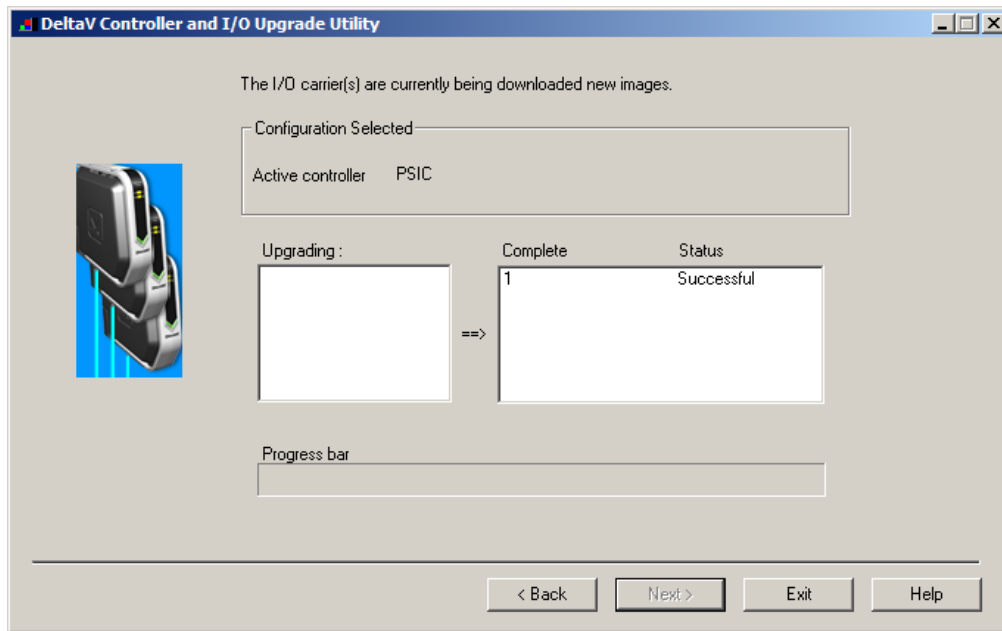 DeltaV Controller and I/O Upgrade Utility
The I/O carrier(s) are currently being downloaded new images.
Configuration Selected
Active controller PSIC
Upgrading :
Complete Status
1 Successful
==>
Progress bar
< Back Next > Exit Help